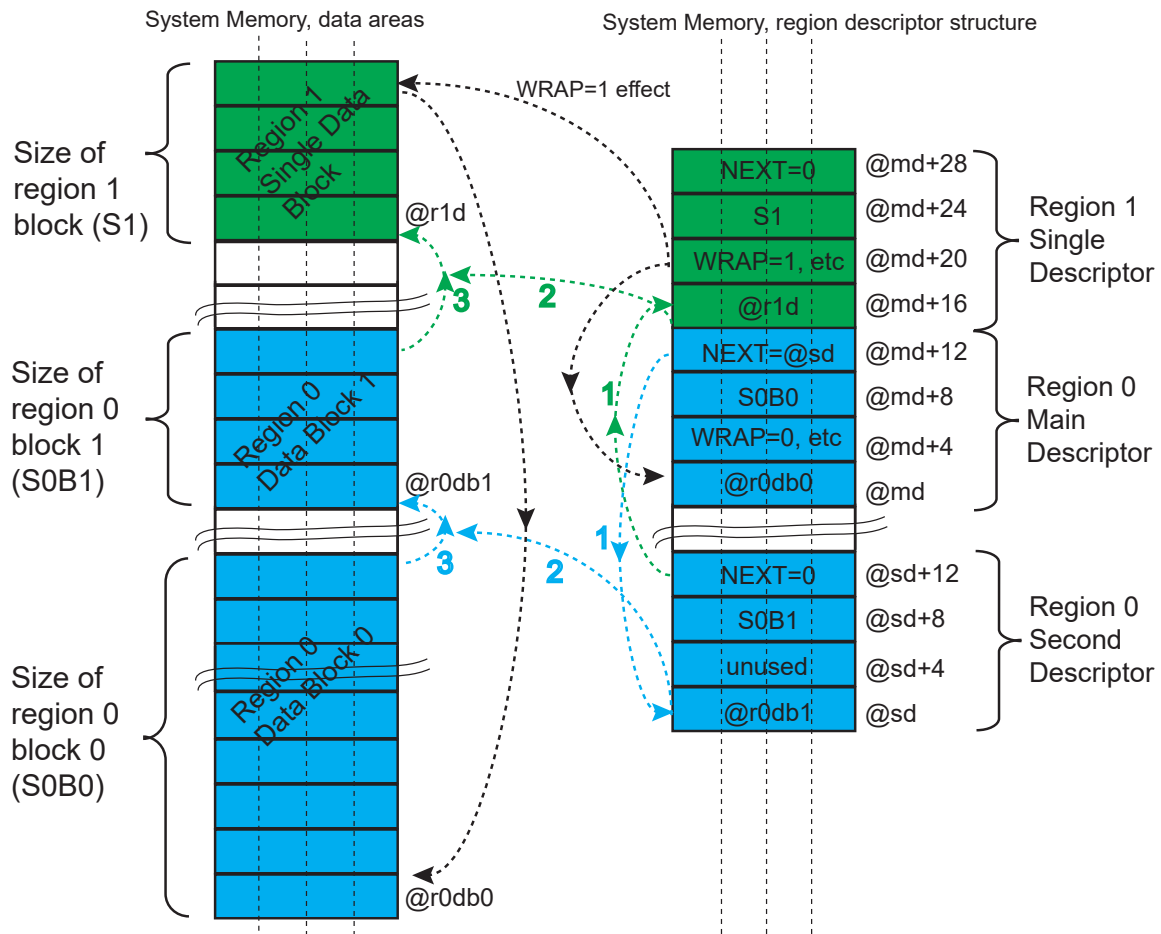 System Memory, data areas
System Memory, region descriptor structure
WRAP=1 effect
Size of
region 1
block (S1)
Region 1
Single Data
Block
@r1d
Size of
region 0
block 1
(S0B1)
Region 0
Data Block 1
@r0db1
Size of
region 0
block 0
(S0B0)
Region 0
Data Block 0
@r0db0
3
2
1
3
2
1
NEXT=0
@md+28
S1
@md+24
WRAP=1, etc
@md+20
@r1d
@md+16
Region 1
Single
Descriptor
NEXT=@sd
@md+12
S0B0
@md+8
WRAP=0, etc
@md+4
@r0db0
@md
Region 0
Main
Descriptor
NEXT=0
@sd+12
S0B1
@sd+8
unused
@sd+4
@r0db1
@sd
Region 0
Second
Descriptor